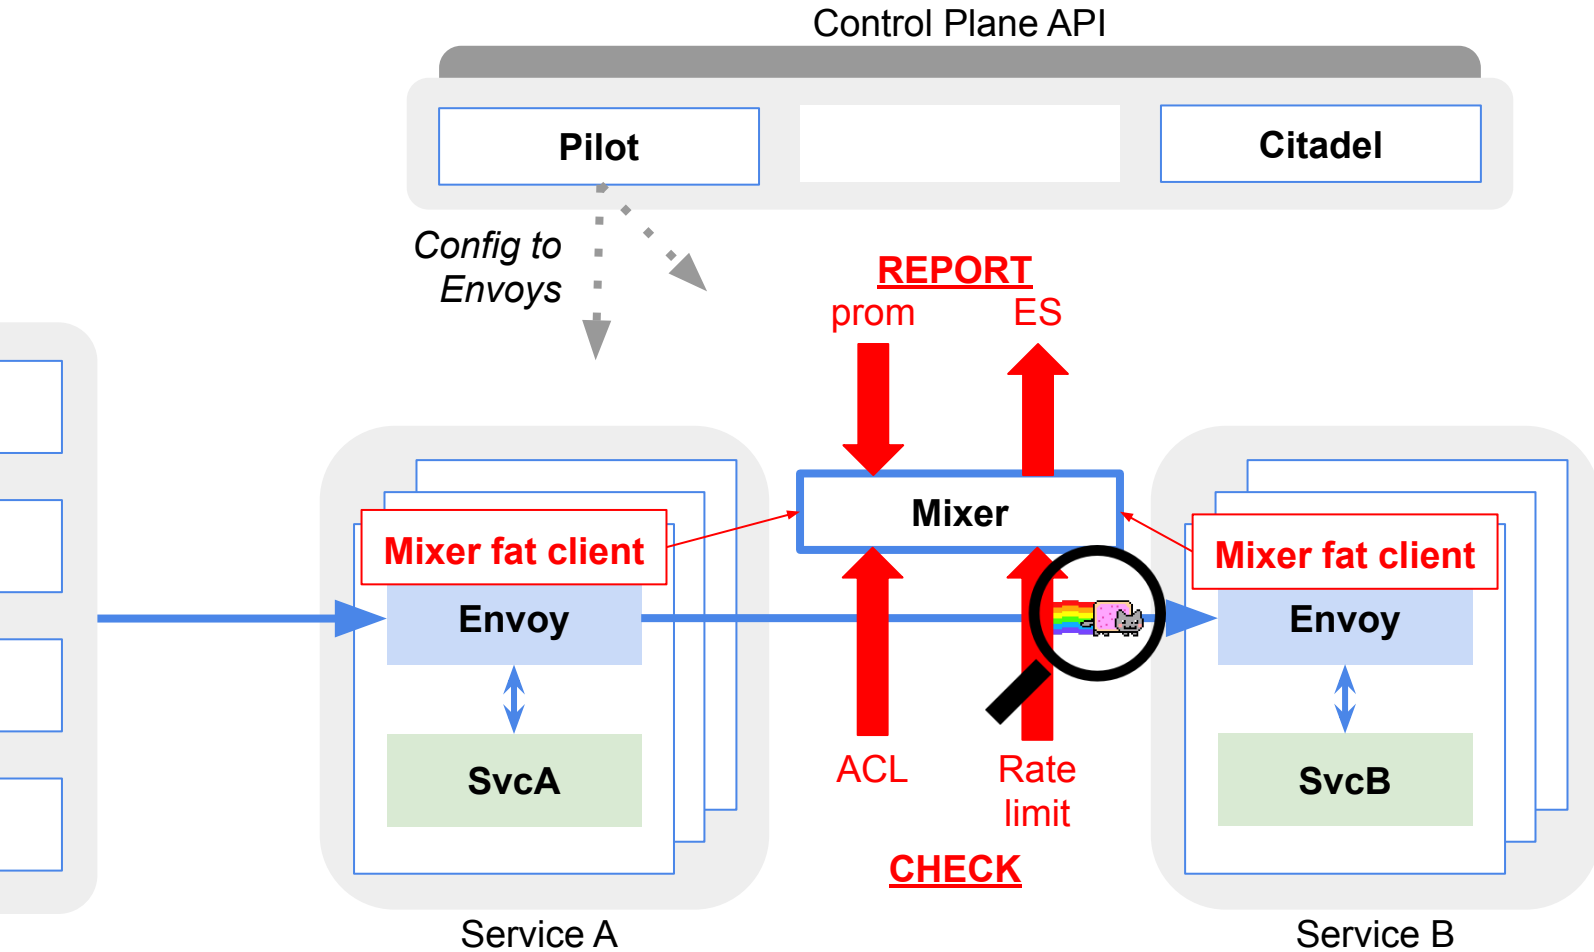 Control Plane API
Pilot
Citadel
Config to
Envoys
REPORT
prom
ES
Mixer
Mixer fat client
Mixer fat client
Envoy
Envoy
SvcA
SvcB
ACL
Rate
limit
CHECK
Service A
Service B